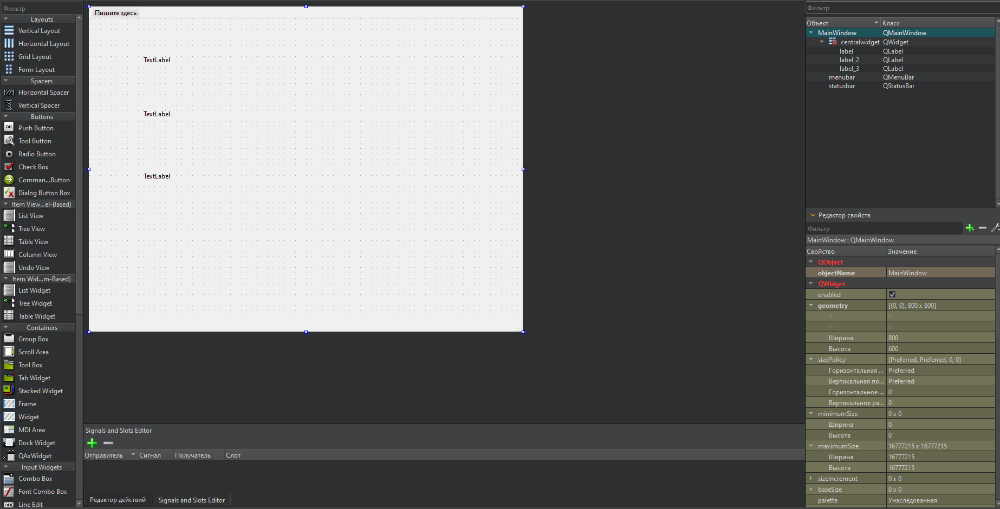 Фильтр
Layouts
Vertical Layout
Horizontal Layout
Grid Layout
Form Layout
Spacers
Horizontal Spacer
Vertical Spacer
Buttons
OK
Push Button
Tool Button
Radio Button
Check Box
Comman...Button
Dialog Button Box
Item View...el-Based)
List View
Tree View
Table View
Column View
Undo View
Item Wid...m-Based)
List Widget
Tree Widget
Table Widget
Containers
Group Box
Scroll Area
Tool Box
Tab Widget
Stacked Widget
Frame
Widget
MDI Area
Dock Widget
QAxWidget
Input Widgets
Combo Box
Font Combo Box
Line Edit
Пишите здесь
TextLabel
TextLabel
TextLabel
Signals and Slots Editor
Отправитель Сигнал Получатель Слот
Редактор действий Signals and Slots Editor
Фильтр
Объект Класс
MainWindow QMainWindow
centralwidget QWidget
label QLabel
label_2 QLabel
label_3 QLabel
menubar QMenuBar
statusbar QStatusBar
Редактор свойств
Фильтр
MainWindow : QMainWindow
Свойство Значение
QObject
objectName MainWindow
QWidget
enabled
geometry [(0, 0), 800 x 600]
X 0
Y 0
Ширина 800
Высота 600
sizePolicy [Preferred, Preferred, 0, 0]
Горизонтальная ... Preferred
Вертикальная по... Preferred
Горизонтальное ... 0
Вертикальное ра... 0
minimumSize 0 x 0
Ширина 0
Высота 0
maximumSize 16777215 x 16777215
Ширина 16777215
Высота 16777215
sizeIncrement 0 x 0
baseSize 0 x 0
palette Унаследованная